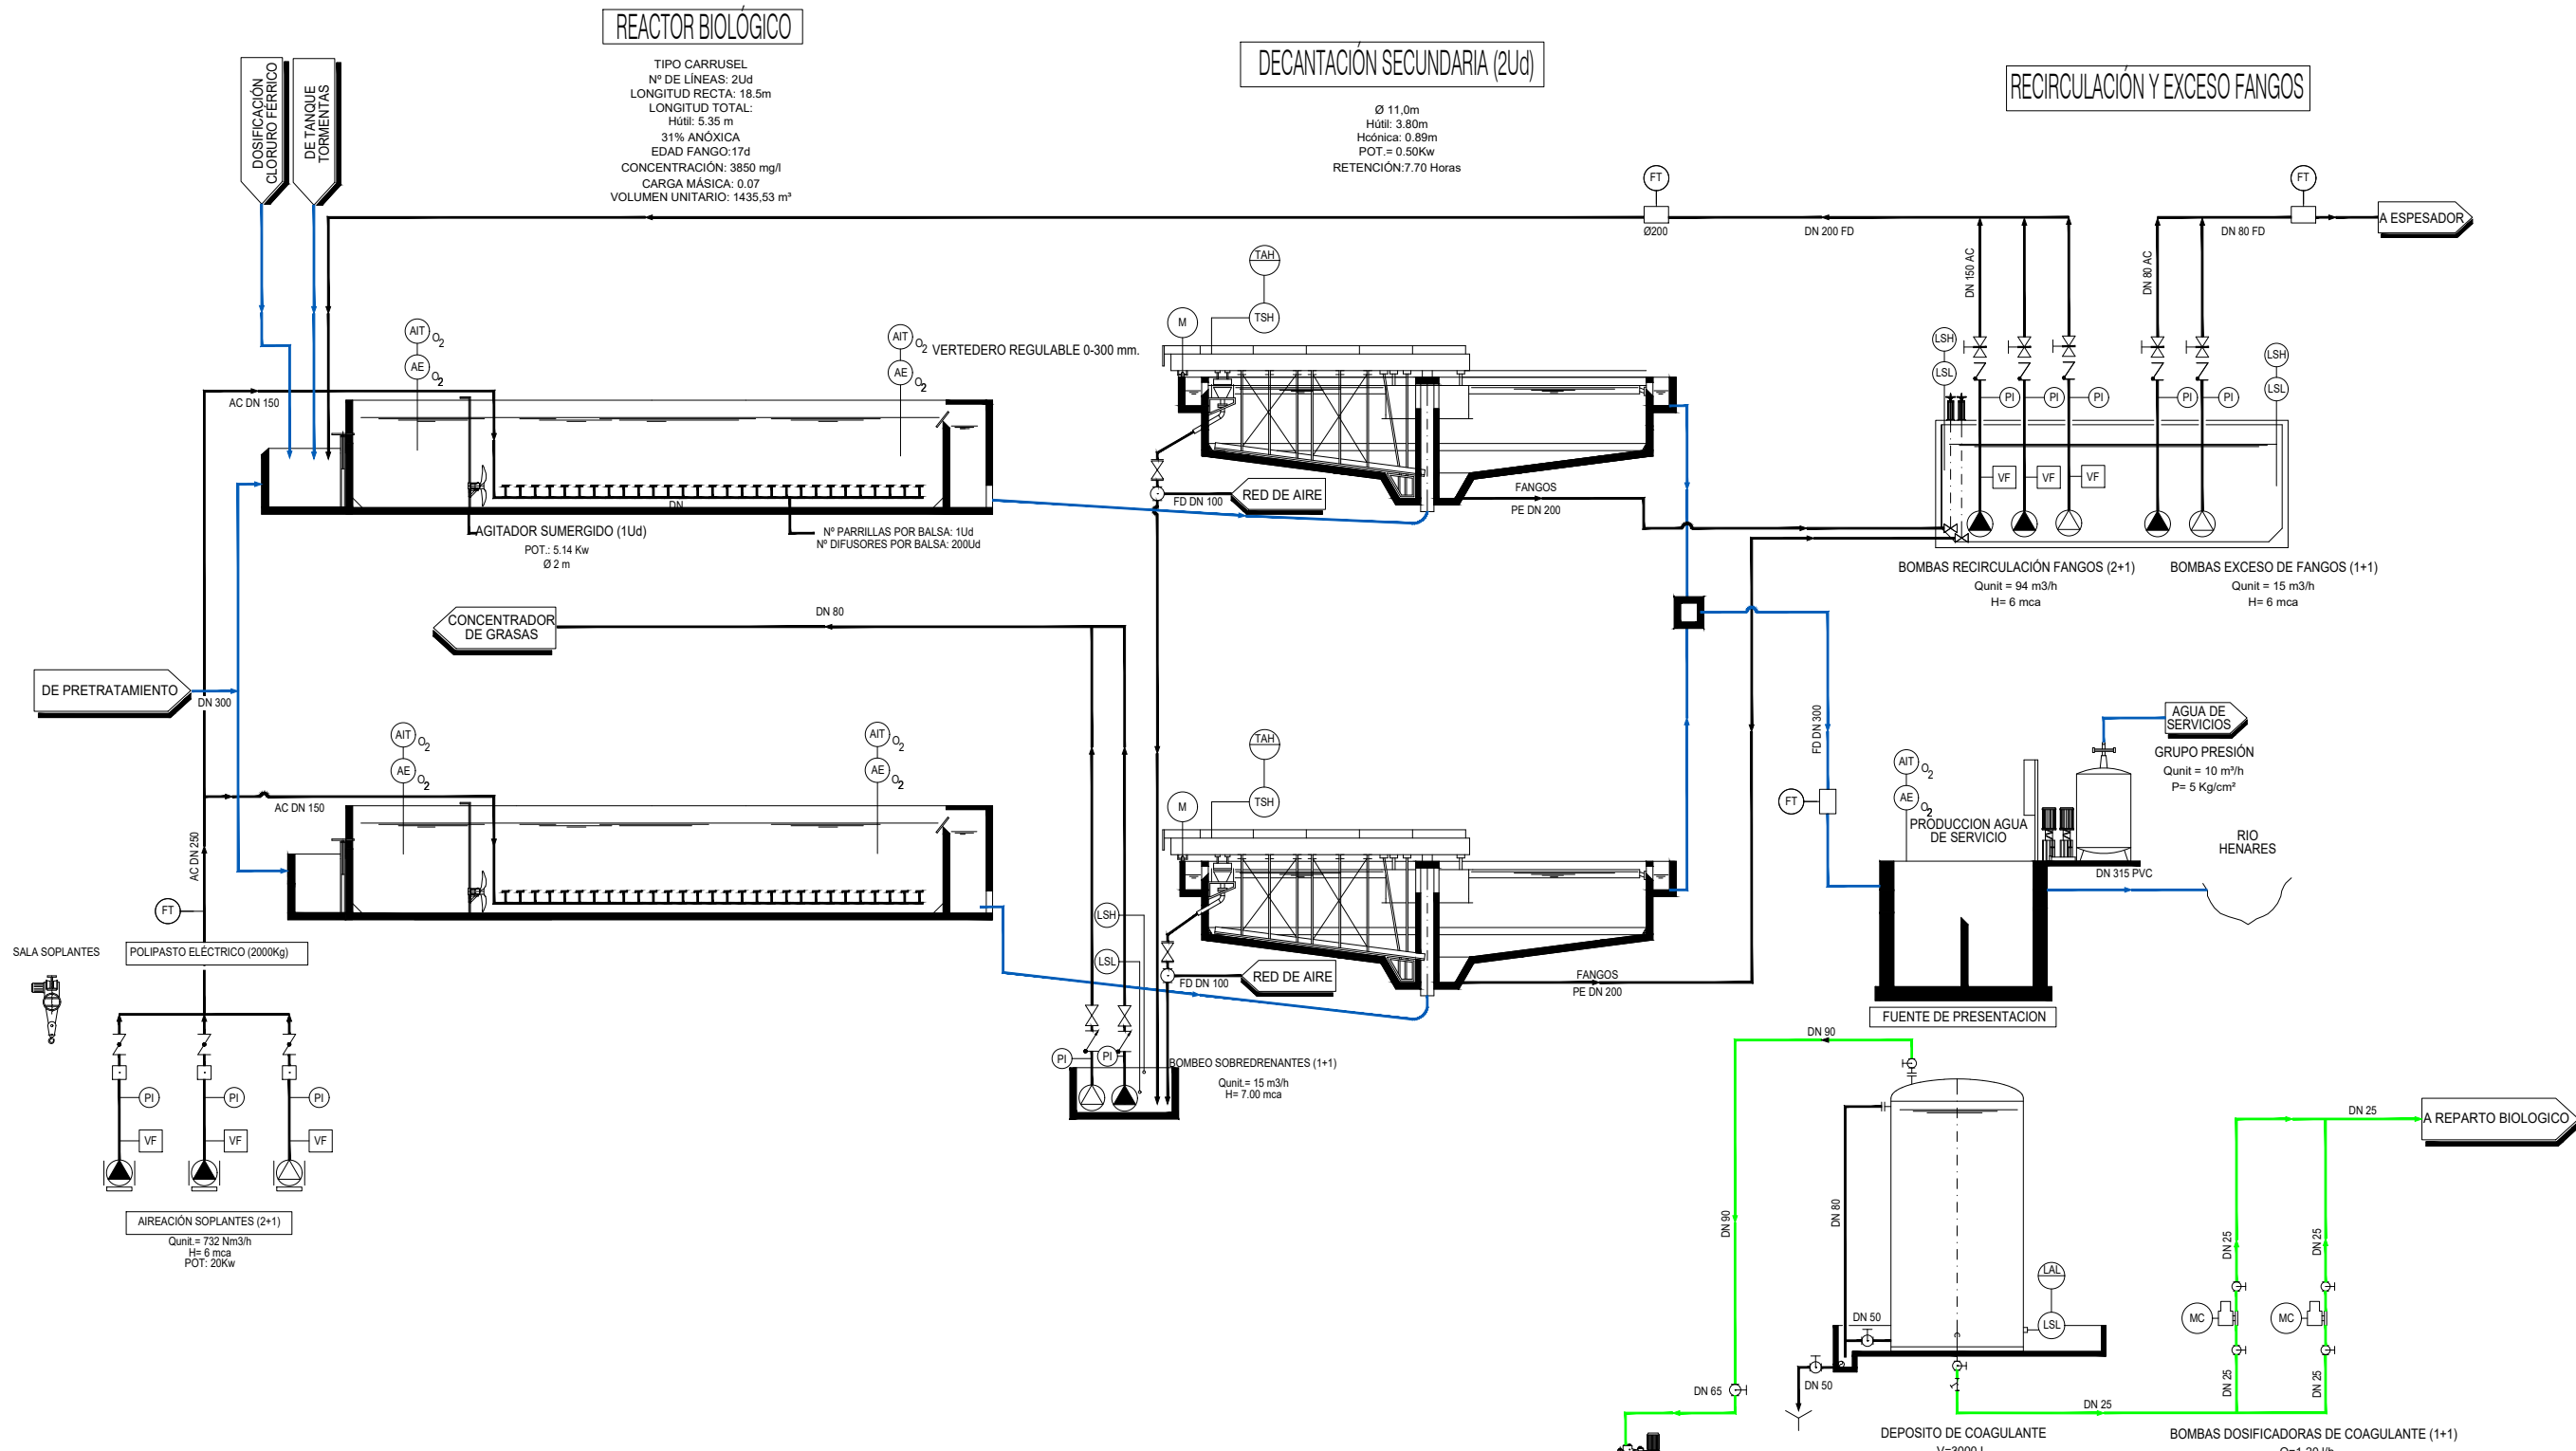 REACTOR BIOLÓGICO
TIPO CARRUSEL
Nº DE LÍNEAS: 2Ud
LONGITUD RECTA: 18.5m
LONGITUD TOTAL:
Hútil: 5.35 m
31% ANÓXICA
EDAD FANGO:17d
CONCENTRACIÓN: 3850 mg/l
CARGA MÁSICA: 0.07
VOLUMEN UNITARIO: 1435,53 m³
DECANTACIÓN SECUNDARIA (2Ud)
Ø 11,0m
Hútil: 3.80m
Hcónica: 0.89m
POT.= 0.50Kw
RETENCIÓN:7.70 Horas
RECIRCULACIÓN Y EXCESO FANGOS
DOSIFICACIÓN
CLORURO FÉRRICO
DE TANQUE
TORMENTAS
FT
Ø200
DN 200 FD
FT
DN 80 FD
A ESPESADOR
DN 150 AC
DN 80 AC
TAH
TSH
M
AIT
O2
AE
O2
AIT
O2
AE
O2
VERTEDERO REGULABLE 0-300 mm.
AC DN 150
LSH
LSL
PI
PI
PI
PI
PI
LSH
LSL
VF
VF
VF
DN
RED DE AIRE
FD DN 100
FANGOS
PE DN 200
AGITADOR SUMERGIDO (1Ud)
POT.: 5.14 Kw
Ø 2 m
Nº PARRILLAS POR BALSA: 1Ud
Nº DIFUSORES POR BALSA: 200Ud
BOMBAS RECIRCULACIÓN FANGOS (2+1)
Qunit = 94 m3/h
H= 6 mca
BOMBAS EXCESO DE FANGOS (1+1)
Qunit = 15 m3/h
H= 6 mca
CONCENTRADOR
DE GRASAS
DN 80
DE PRETRATAMIENTO
DN 300
AIT
O2
AE
O2
AIT
O2
AE
O2
AC DN 150
AC DN 250
TAH
TSH
M
FD DN 300
FT
AIT
O2
AE
O2
PRODUCCION AGUA
DE SERVICIO
AGUA DE
SERVICIOS
GRUPO PRESIÓN
Qunit = 10 m³/h
P= 5 Kg/cm²
RIO
HENARES
DN 315 PVC
FT
SALA SOPLANTES
POLIPASTO ELÉCTRICO (2000Kg)
LSH
LSL
RED DE AIRE
FD DN 100
FANGOS
PE DN 200
FUENTE DE PRESENTACION
PI
PI
BOMBEO SOBREDRENANTES (1+1)
Qunit.= 15 m3/h
H= 7.00 mca
PI
PI
PI
VF
VF
VF
AIREACIÓN SOPLANTES (2+1)
Qunit.= 732 Nm3/h
H= 6 mca
POT: 20Kw
DN 90
DN 90
DN 80
DN 25
A REPARTO BIOLOGICO
DN 25
DN 25
LAL
LSL
MC
MC
DN 50
DN 50
DN 65
DN 25
DN 25
DN 25
DEPOSITO DE COAGULANTE
BOMBAS DOSIFICADORAS DE COAGULANTE (1+1)